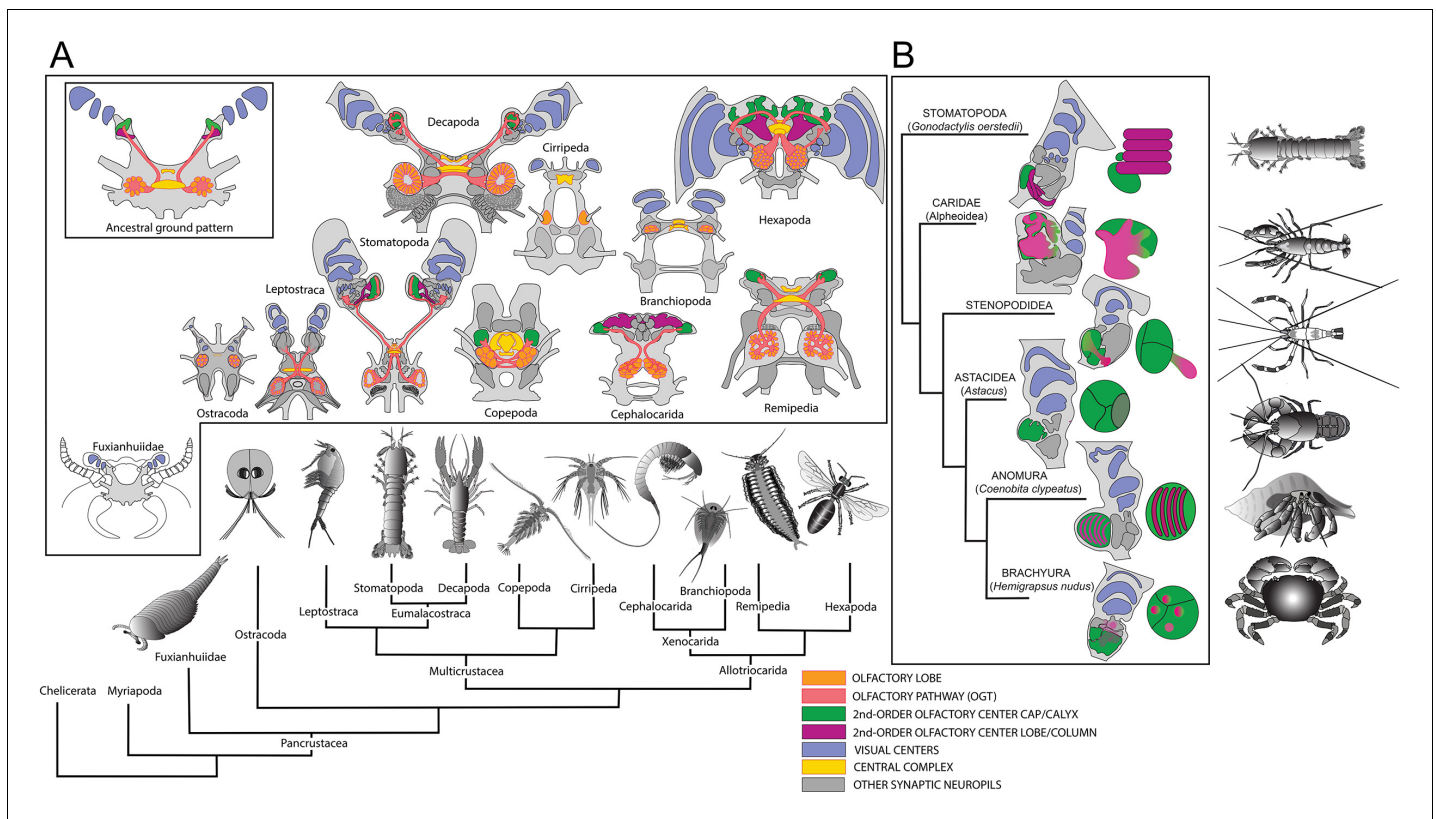 A
B
Ancestral ground pattern
Decapoda
Cirripeda
Hexapoda
Stomatopoda
Leptostraca
Branchiopoda
Ostracoda
Copepoda
Cephalocarida
Remipedia
Fuxianhuiidae
Stomatopoda
Decapoda
Copepoda
Cirripeda
Branchiopoda
Leptostraca
Eumalacostraca
Cephalocarida
Remipedia
Hexapoda
Ostracoda
Xenocarida
Fuxianhuiidae
Multicrustacea
Allotriocarida
Chelicerata
Myriapoda
Pancrustacea
STOMATOPODA
(Gonodactylis oerstedii)
CARIDAE
(Alpheoidea)
STENOPODIDEA
ASTACIDEA
(Astacus)
ANOMURA
(Coenobita clypeatus)
BRACHYURA
(Hemigrapsus nudus)
OLFACTORY LOBE
OLFACTORY PATHWAY (OGT)
2nd-ORDER OLFACTORY CENTER CAP/CALYX
2nd-ORDER OLFACTORY CENTER LOBE/COLUMN
VISUAL CENTERS
CENTRAL COMPLEX
OTHER SYNAPTIC NEUROPILS